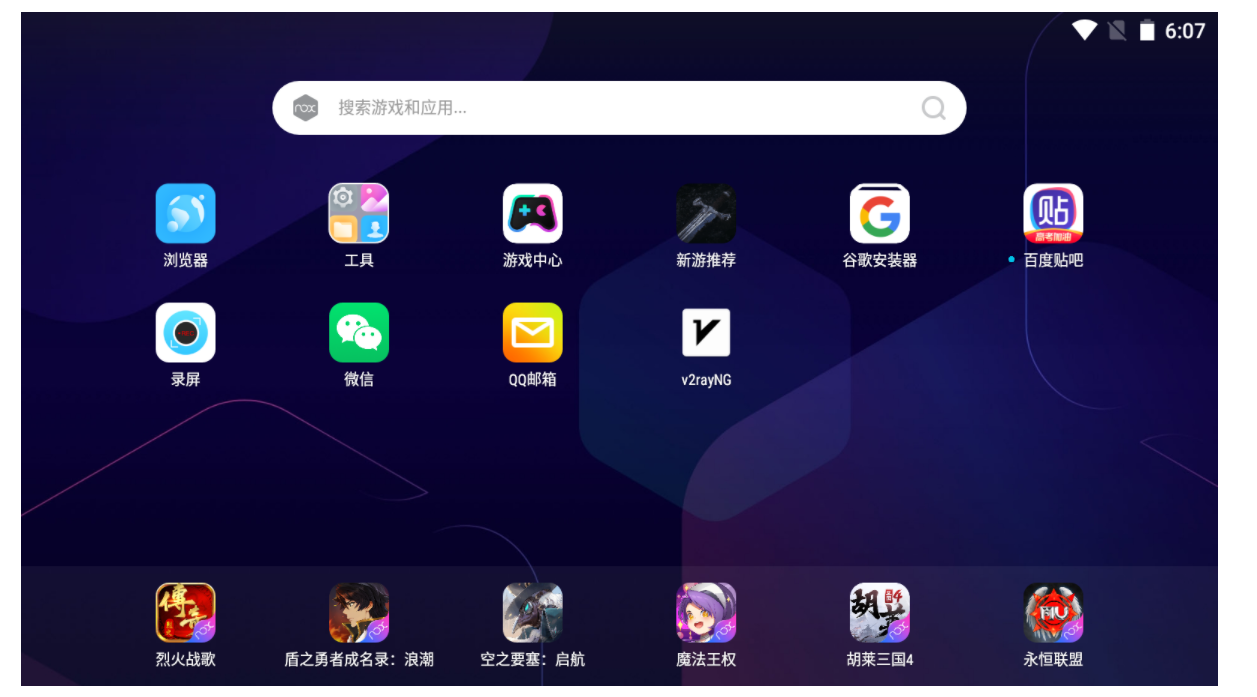 6:07
nox 搜索游戏和应用...
贴
高考加油
浏览器 工具 游戏中心 新游推荐 谷歌安装器 百度贴吧
录屏 微信 QQ邮箱 v2rayNG
nox nox nox nox
烈火战歌 盾之勇者成名录：浪潮 空之要塞：启航 魔法王权 胡莱三国4 永恒联盟